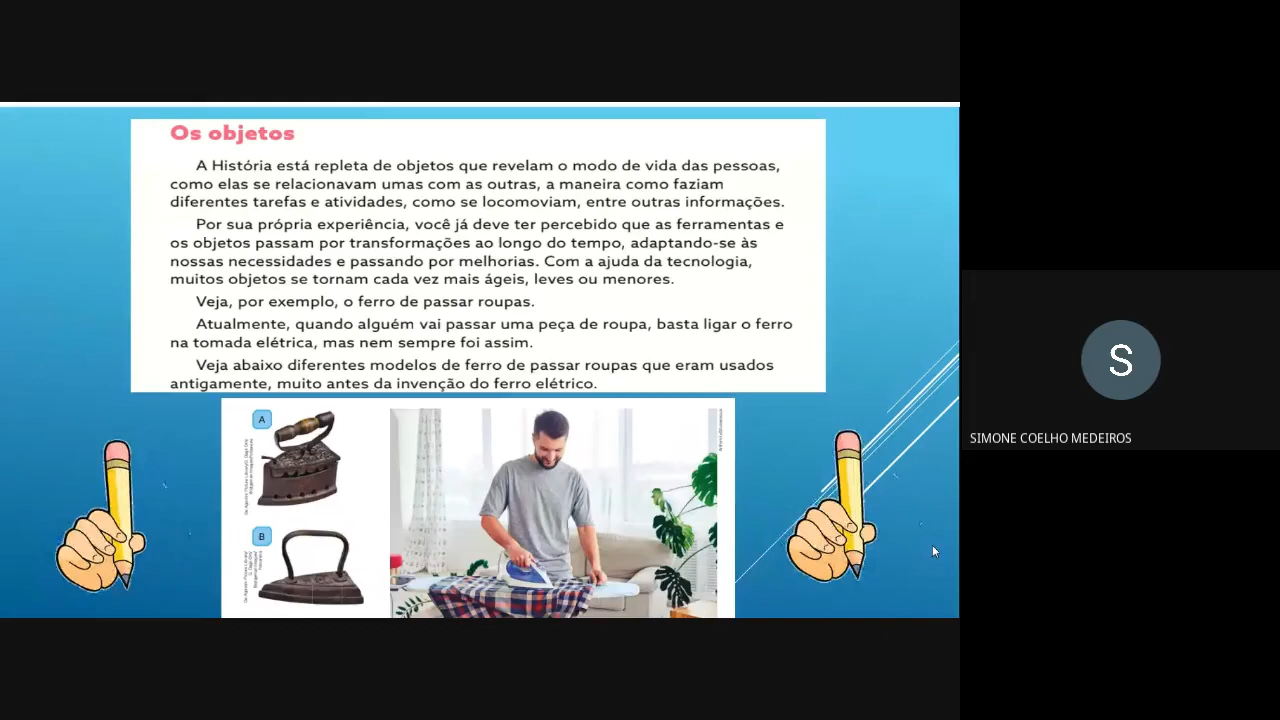 Os objetos
A História está repleta de objetos que revelam o modo de vida das pessoas,
como elas se relacionavam umas com as outras, a maneira como faziam
diferentes tarefas e atividades, como se locomoviam, entre outras informações.
Por sua própria experiência, você já deve ter percebido que as ferramentas e
os objetos passam por transformações ao longo do tempo, adaptando-se às
nossas necessidades e passando por melhorias. Com a ajuda da tecnologia,
muitos objetos se tornam cada vez mais ágeis, leves ou menores.
Veja, por exemplo, o ferro de passar roupas.
Atualmente, quando alguém vai passar uma peça de roupa, basta ligar o ferro
na tomada elétrica, mas nem sempre foi assim.
Veja abaixo diferentes modelos de ferro de passar roupas que eram usados
antigamente, muito antes da invenção do ferro elétrico.
A
B
S
SIMONE COELHO MEDEIROS